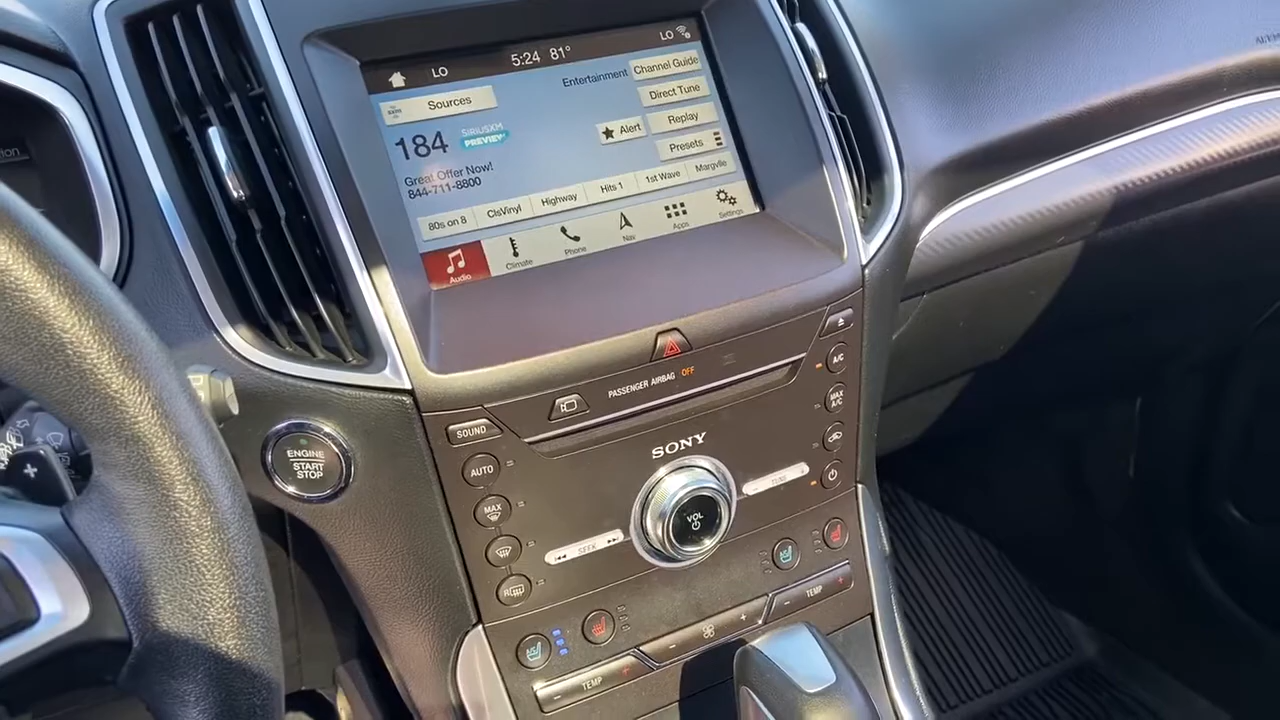 LO
5:24 81°
LO
Sources
Entertainment
Channel Guide
Direct Tune
Replay
Alert
Presets
184
SIRIUSXM
PREVIEW
Great Offer Now!
844-711-8800
80s on 8
ClsVinyl
Highway
Hits 1
1st Wave
Margvlle
Audio
Climate
Phone
Nav
Apps
Settings
PASSENGER AIRBAG OFF
A/C
MAX
A/C
SOUND
SONY
AUTO
ENGINE
START
STOP
MAX
TUNE
VOL
SEEK
R
TEMP
TEMP